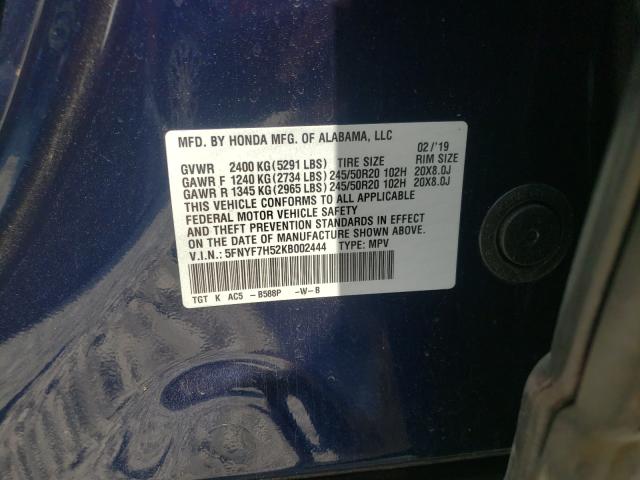 MFD. BY HONDA MFG. OF ALABAMA, LLC 02/'19
GVWR 2400 KG (5291 LBS) TIRE SIZE RIM SIZE
GAWR F 1240 KG (2734 LBS) 245/50R20 102H 20X8.0J
GAWR R 1345 KG (2965 LBS) 245/50R20 102H 20X8.0J
THIS VEHICLE CONFORMS TO ALL APPLICABLE
FEDERAL MOTOR VEHICLE SAFETY
AND THEFT PREVENTION STANDARDS IN EFFECT
ON THE DATE OF MANUFACTURE SHOWN ABOVE.
V.I.N.: 5FNYF7H52KB002444 TYPE: MPV
TGT K AC5 -B588P -W-B